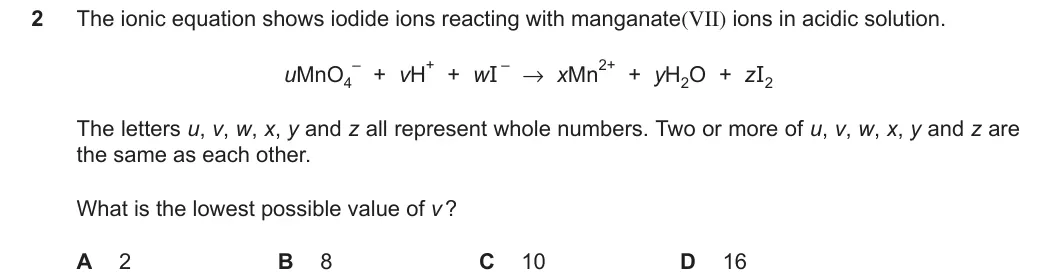 2 The ionic equation shows iodide ions reacting with manganate(VII) ions in acidic solution.
uMnO₄⁻ + vH⁺ + wI⁻ → xMn²⁺ + yH₂O + zI₂
The letters u, v, w, x, y and z all represent whole numbers. Two or more of u, v, w, x, y and z are
the same as each other.
What is the lowest possible value of v?
A 2 B 8 C 10 D 16